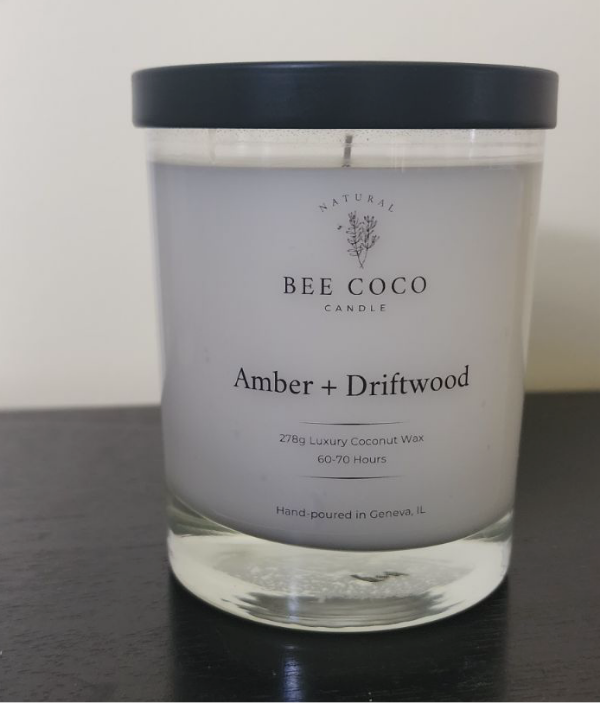 NATURAL
BEE COCO
CANDLE
Amber + Driftwood
278g Luxury Coconut Wax
60-70 Hours
Hand-poured in Geneva, IL